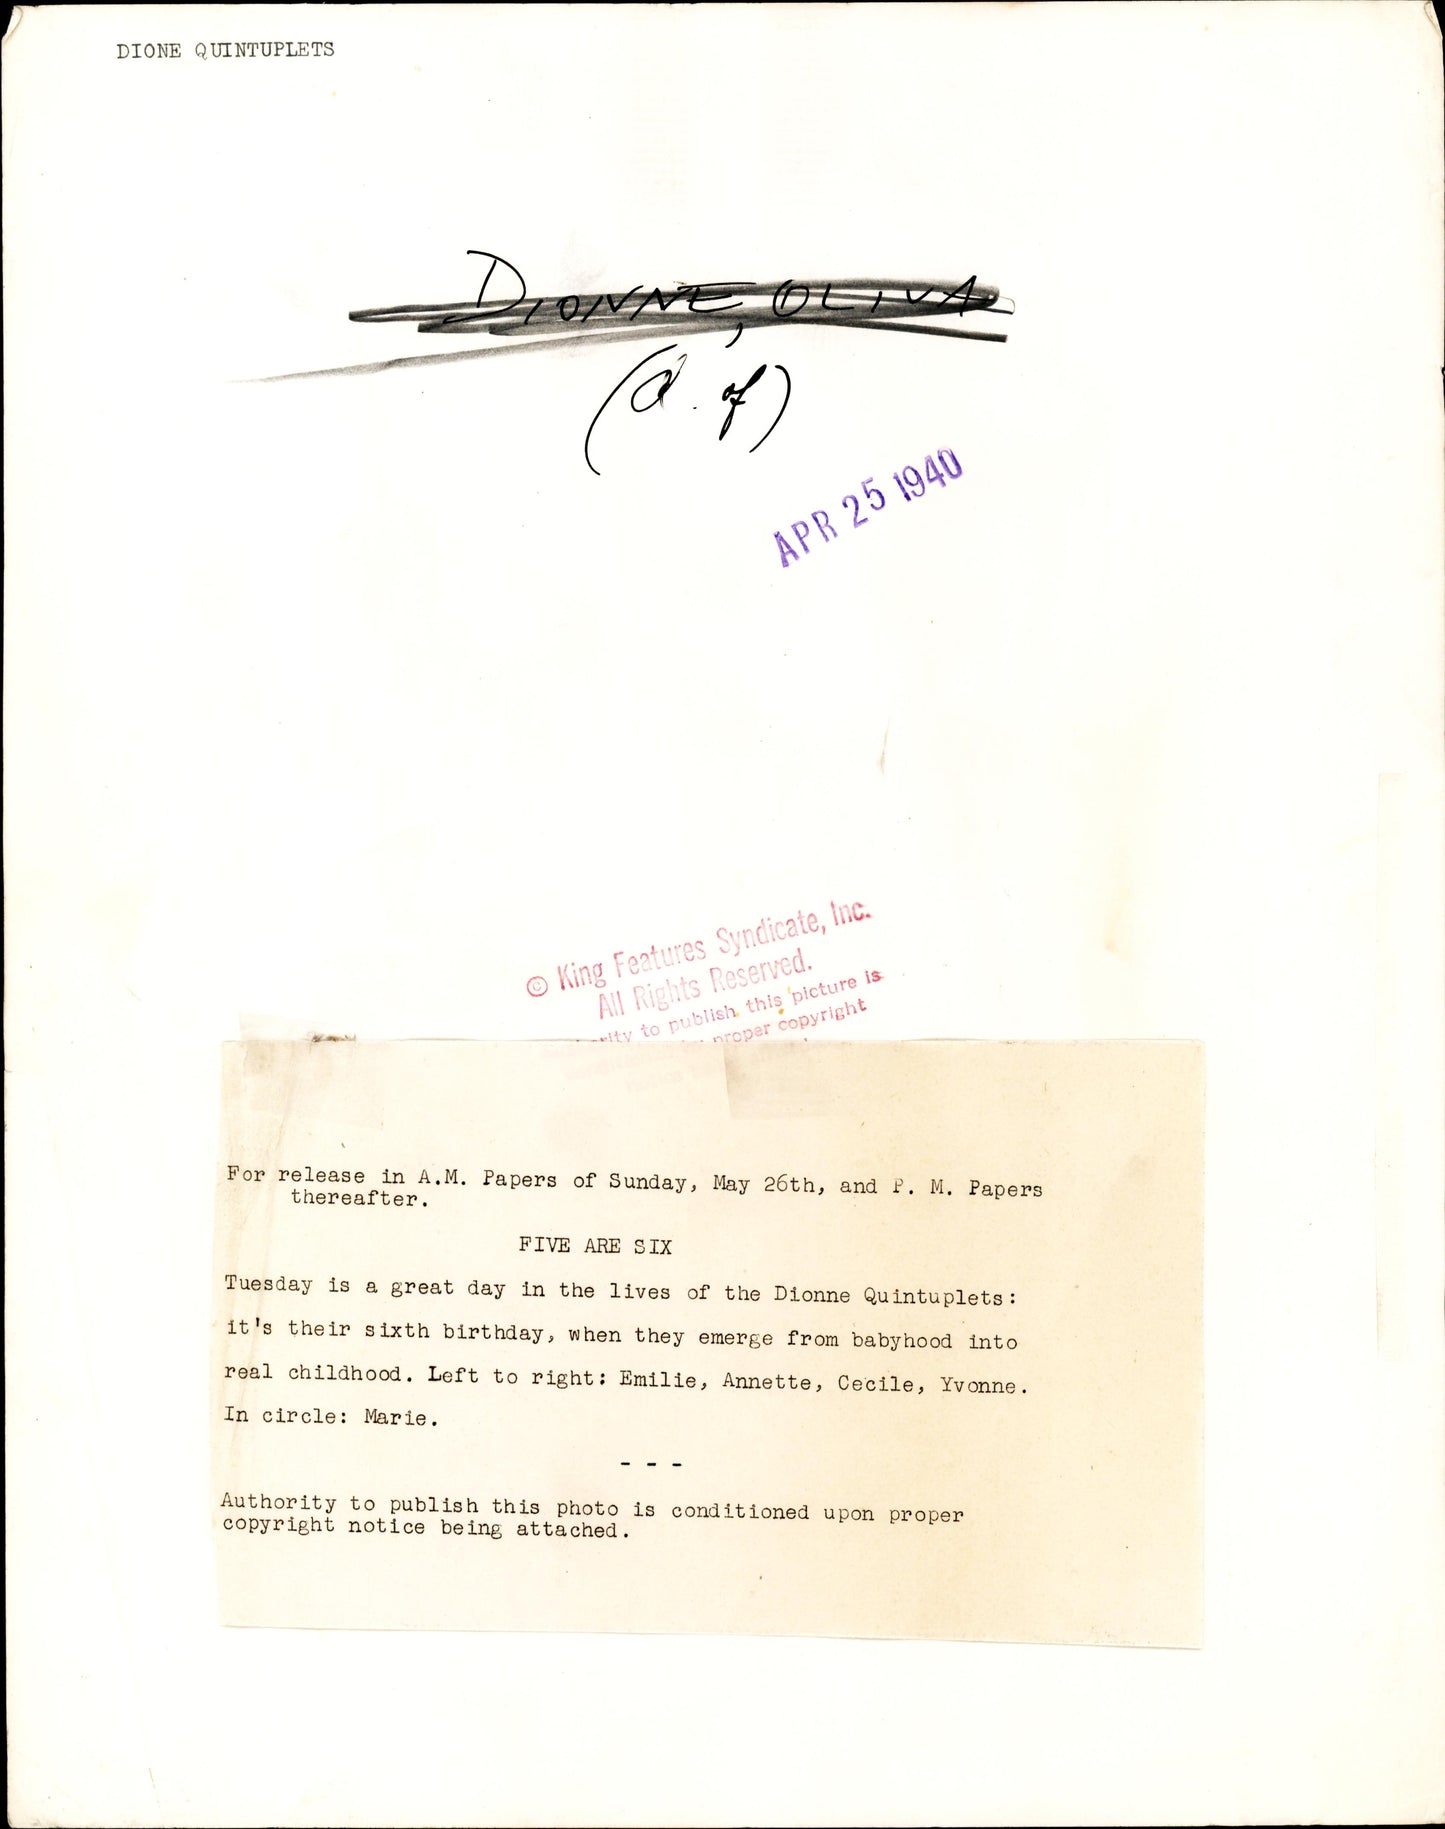 DIONE QUINTUPLETS
DIONNE, OLIVA
(d. of)
APR 25 1940
© King Features Syndicate, Inc.
All Rights Reserved.
to publish this picture is
proper copyright
For release in A.M. Papers of Sunday, May 26th, and P. M. Papers
thereafter.
FIVE ARE SIX
Tuesday is a great day in the lives of the Dionne Quintuplets:
it's their sixth birthday, when they emerge from babyhood into
real childhood. Left to right: Emilie, Annette, Cecile, Yvonne.
In circle: Marie.
- - -
Authority to publish this photo is conditioned upon proper
copyright notice being attached.